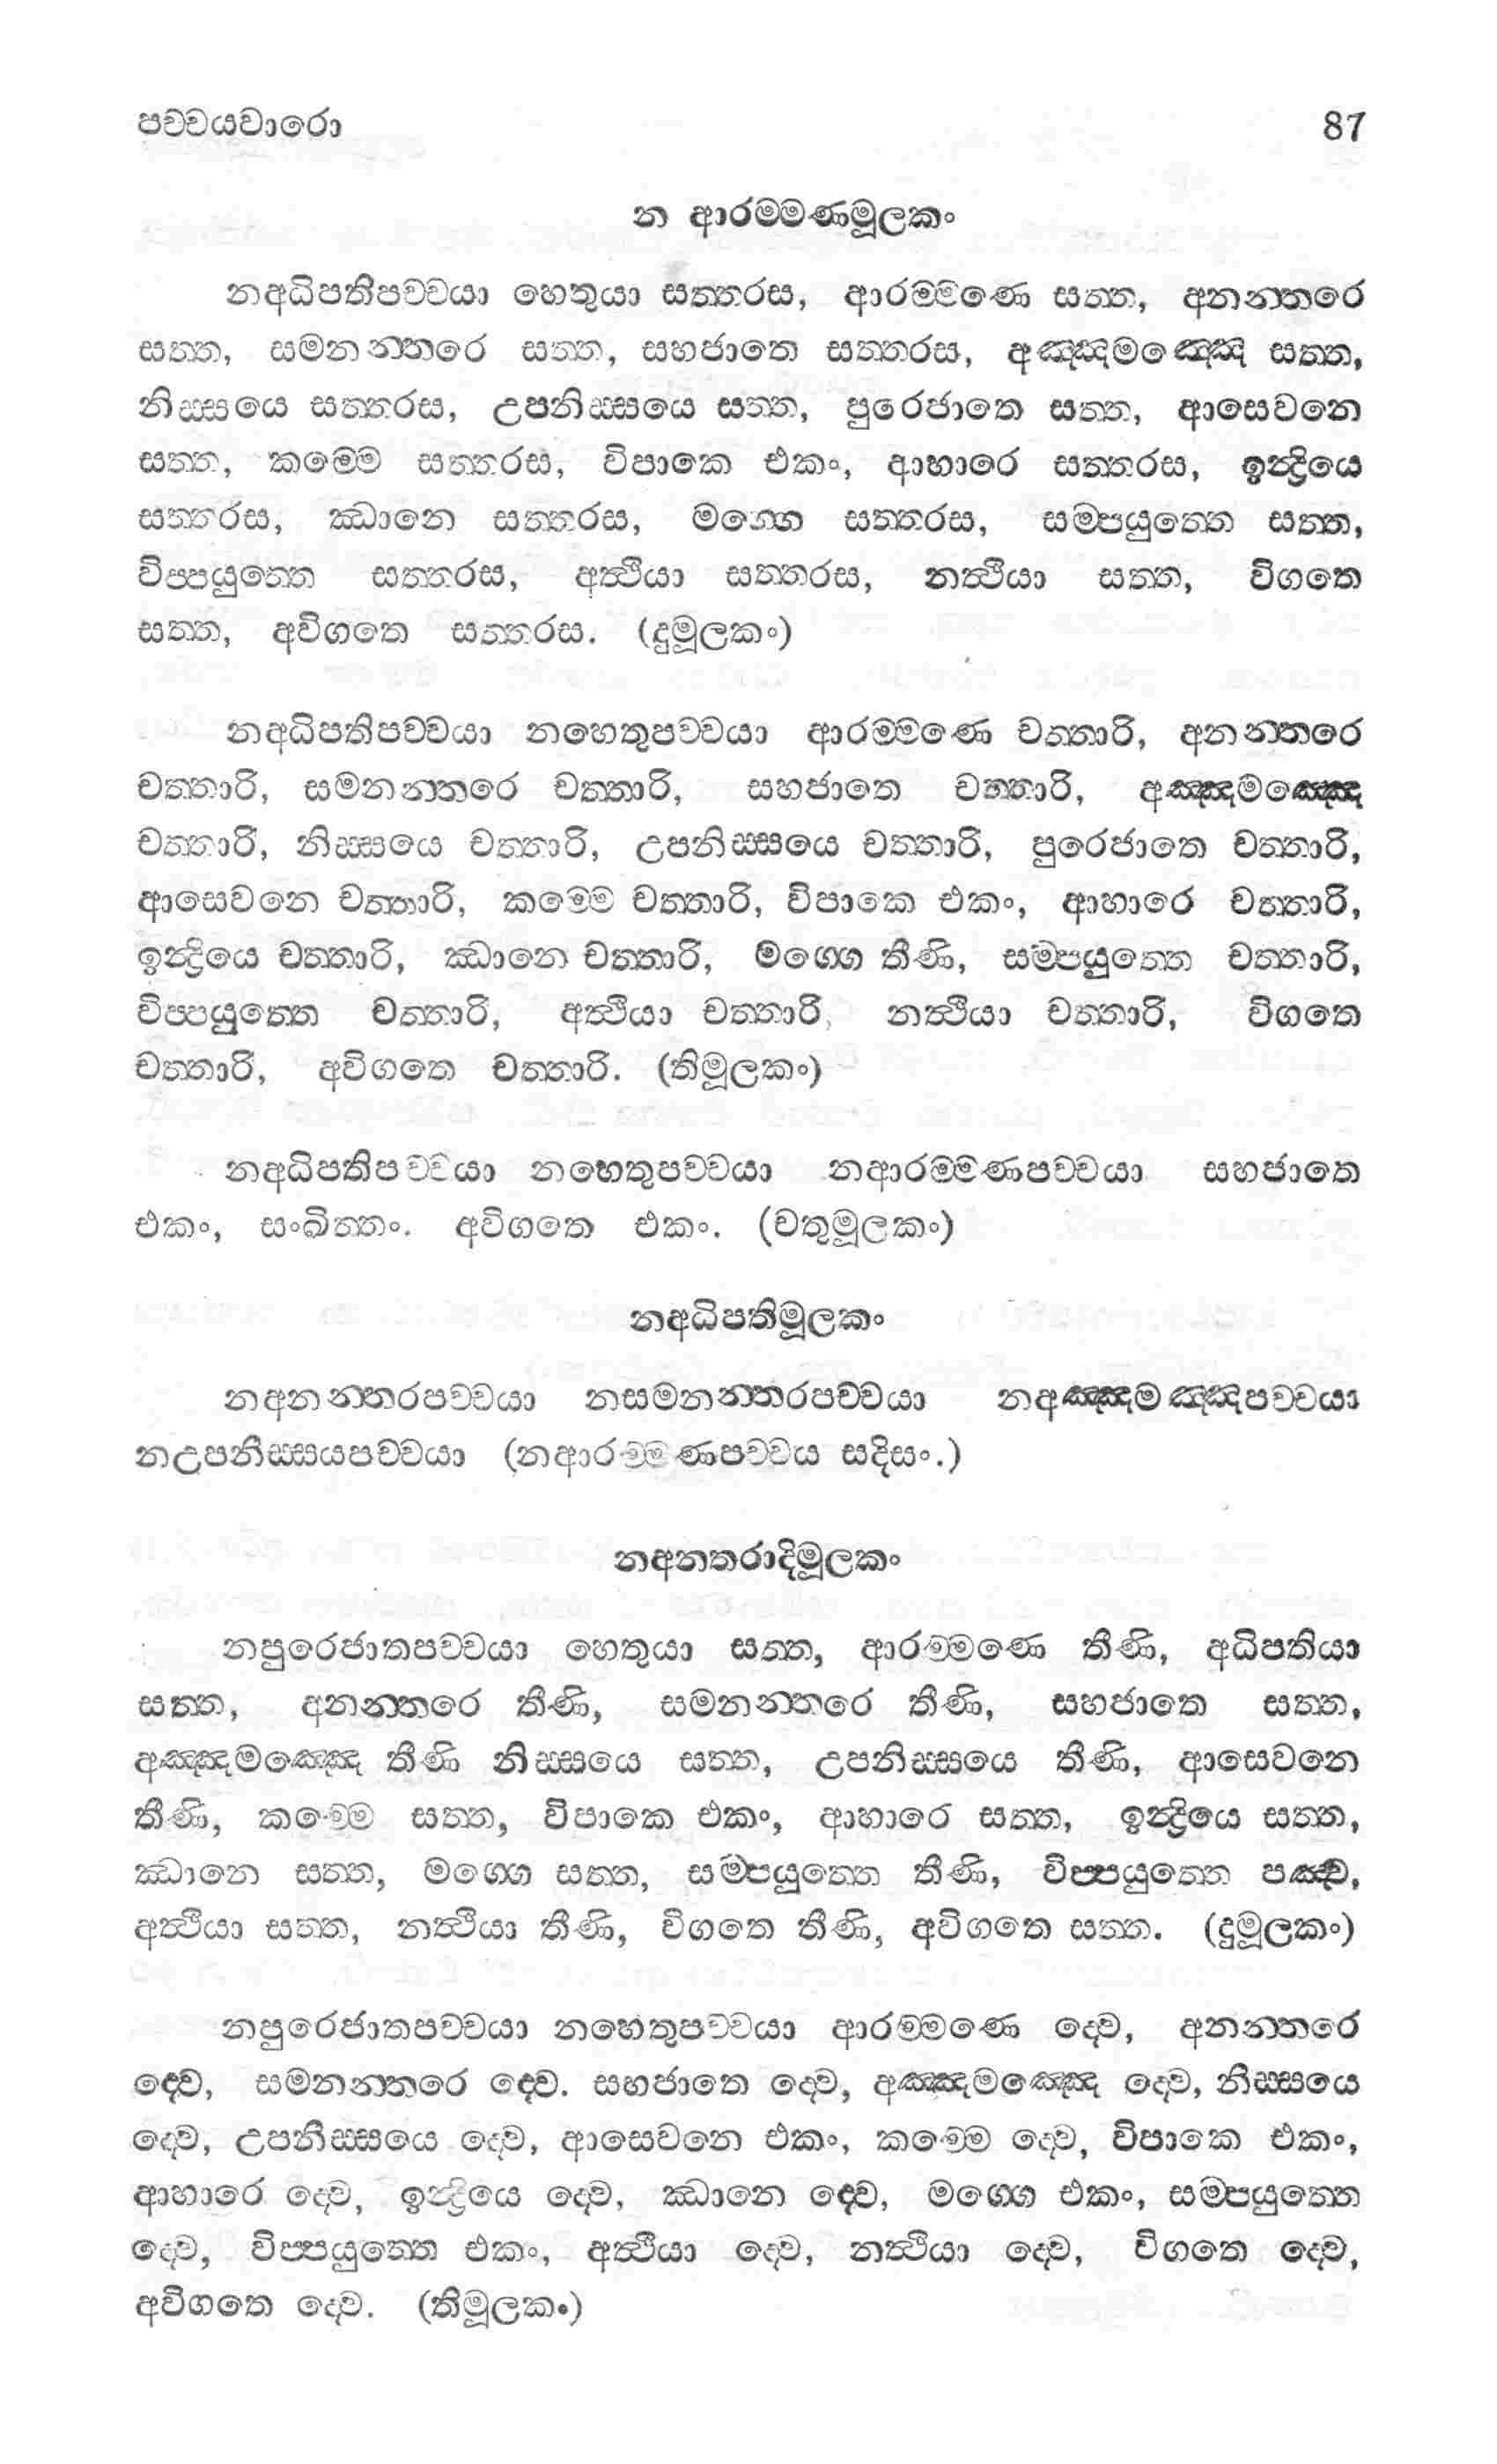 පච්චයවාරො 87
න ආරම්මණමූලකං
නඅධිපතිපච්චයා හෙතුයා සත්තරස, ආරම්මණෙ සත්ත, අනන්තරෙ
සත්ත, සමනන්තරෙ සත්ත, සහජාතෙ සත්තරස, අඤ්ඤමඤ්ඤෙ සත්ත,
නිස්සයෙ සත්තරස, උපනිස්සයෙ සත්ත, පුරෙජාතෙ සත්ත, ආසෙවනෙ
සත්ත, කම්මෙ සත්තරස, විපාකෙ එකං, ආහාරෙ සත්තරස, ඉන්ද්‍රියෙ
සත්තරස, ඣානෙ සත්තරස, මග්ගෙ සත්තරස, සම්පයුත්තෙ සත්ත,
විප්පයුත්තෙ සත්තරස, අත්ථියා සත්තරස, නත්ථියා සත්ත, විගතෙ
සත්ත, අවිගතෙ සත්තරස. (දුමූලකං)
නඅධිපතිපච්චයා නහෙතුපච්චයා ආරම්මණෙ චත්තාරි, අනන්තරෙ
චත්තාරි, සමනන්තරෙ චත්තාරි, සහජාතෙ චත්තාරි, අඤ්ඤමඤ්ඤෙ
චත්තාරි, නිස්සයෙ චත්තාරි, උපනිස්සයෙ චත්තාරි, පුරෙජාතෙ චත්තාරි,
ආසෙවනෙ චත්තාරි, කම්මෙ චත්තාරි, විපාකෙ එකං, ආහාරෙ චත්තාරි,
ඉන්ද්‍රියෙ චත්තාරි, ඣානෙ චත්තාරි, මග්ගෙ තීණි, සම්පයුත්තෙ චත්තාරි,
විප්පයුත්තෙ චත්තාරි, අත්ථියා චත්තාරි, නත්ථියා චත්තාරි, විගතෙ
චත්තාරි, අවිගතෙ චත්තාරි. (තිමූලකං)
නඅධිපතිපච්චයා නහෙතුපච්චයා නආරම්මණපච්චයා සහජාතෙ
එකං, සංඛිත්තං. අවිගතෙ එකං. (චතුමූලකං)
නඅධිපතිමූලකං
නඅනන්තරපච්චයා නසමනන්තරපච්චයා නඅඤ්ඤමඤ්ඤපච්චයා
නඋපනිස්සයපච්චයා (නආරම්මණපච්චය සදිසං.)
නඅනතරාදිමූලකං
නපුරෙජාතපච්චයා හෙතුයා සත්ත, ආරම්මණෙ තීණි, අධිපතියා
සත්ත, අනන්තරෙ තීණි, සමනන්තරෙ තීණි, සහජාතෙ සත්ත,
අඤ්ඤමඤ්ඤෙ තීණි නිස්සයෙ සත්ත, උපනිස්සයෙ තීණි, ආසෙවනෙ
තීණි, කම්මෙ සත්ත, විපාකෙ එකං, ආහාරෙ සත්ත, ඉන්ද්‍රියෙ සත්ත,
ඣානෙ සත්ත, මග්ගෙ සත්ත, සම්පයුත්තෙ තීණි, විප්පයුත්තෙ පඤ්ච,
අත්ථියා සත්ත, නත්ථියා තීණි, විගතෙ තීණි, අවිගතෙ සත්ත. (දුමූලකං)
නපුරෙජාතපච්චයා නහෙතුපච්චයා ආරම්මණෙ ද්වෙ, අනන්තරෙ
ද්වෙ, සමනන්තරෙ ද්වෙ. සහජාතෙ ද්වෙ, අඤ්ඤමඤ්ඤෙ ද්වෙ, නිස්සයෙ
ද්වෙ, උපනිස්සයෙ ද්වෙ, ආසෙවනෙ එකං, කම්මෙ ද්වෙ, විපාකෙ එකං,
ආහාරෙ ද්වෙ, ඉන්ද්‍රියෙ ද්වෙ, ඣානෙ ද්වෙ, මග්ගෙ එකං, සම්පයුත්තෙ
ද්වෙ, විප්පයුත්තෙ එකං, අත්ථියා ද්වෙ, නත්ථියා ද්වෙ, විගතෙ ද්වෙ,
අවිගතෙ ද්වෙ. (තිමූලකං)